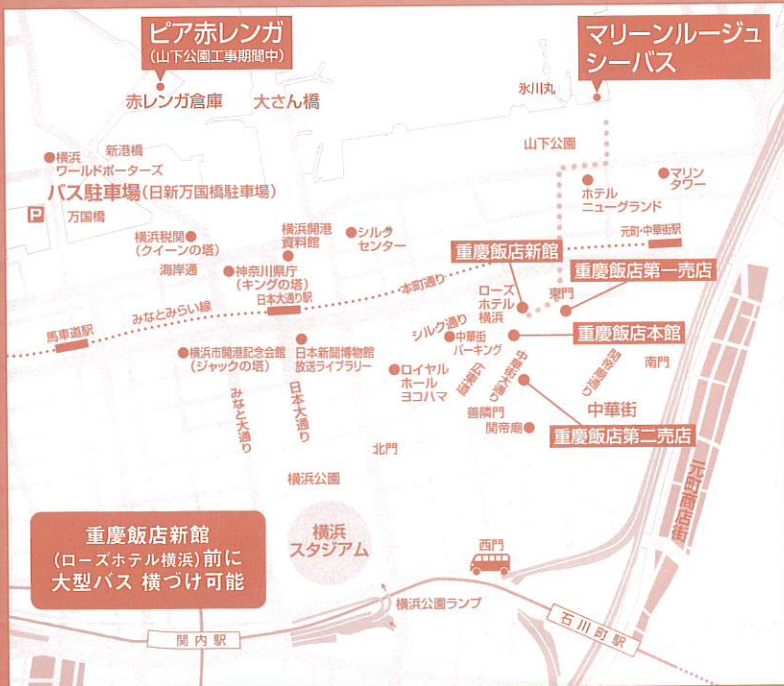 ピア赤レンガ
(山下公園工事期間中)
マリーンルージュ
シーバス
赤レンガ倉庫
大さん橋
氷川丸
山下公園
新港橋
横浜
ワールドポーターズ
バス駐車場(日新万国橋駐車場)
P
万国橋
マリン
タワー
ホテル
ニューグランド
横浜税関
(クイーンの塔)
海岸通
横浜開港
資料館
シルク
センター
神奈川県庁
(キングの塔)
日本大通り駅
元町・中華街駅
重慶飯店新館
重慶飯店第一売店
本町通り
ローズ
ホテル
横浜
東門
みなとみらい線
馬車道駅
シルク通り
中華街
パーキング
重慶飯店本館
横浜市開港記念会館
(ジャックの塔)
日本新聞博物館
放送ライブラリー
ロイヤル
ホール
ヨコハマ
広東道
中華街大通り
関帝廟通り
南門
中華街
善隣門
関帝廟
重慶飯店第二売店
みなと大通り
日本大通り
北門
元町商店街
横浜公園
横浜
スタジアム
重慶飯店新館
(ローズホテル横浜)前に
大型バス 横づけ可能
西門
横浜公園ランプ
関内駅
石川町駅